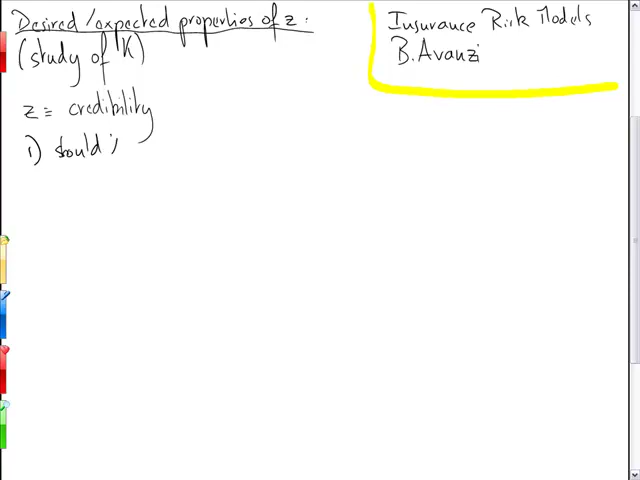 Desired/expected properties of z:
(study of K)
z = credibility
1) should
Insurance Risk Models
B. Avanzi